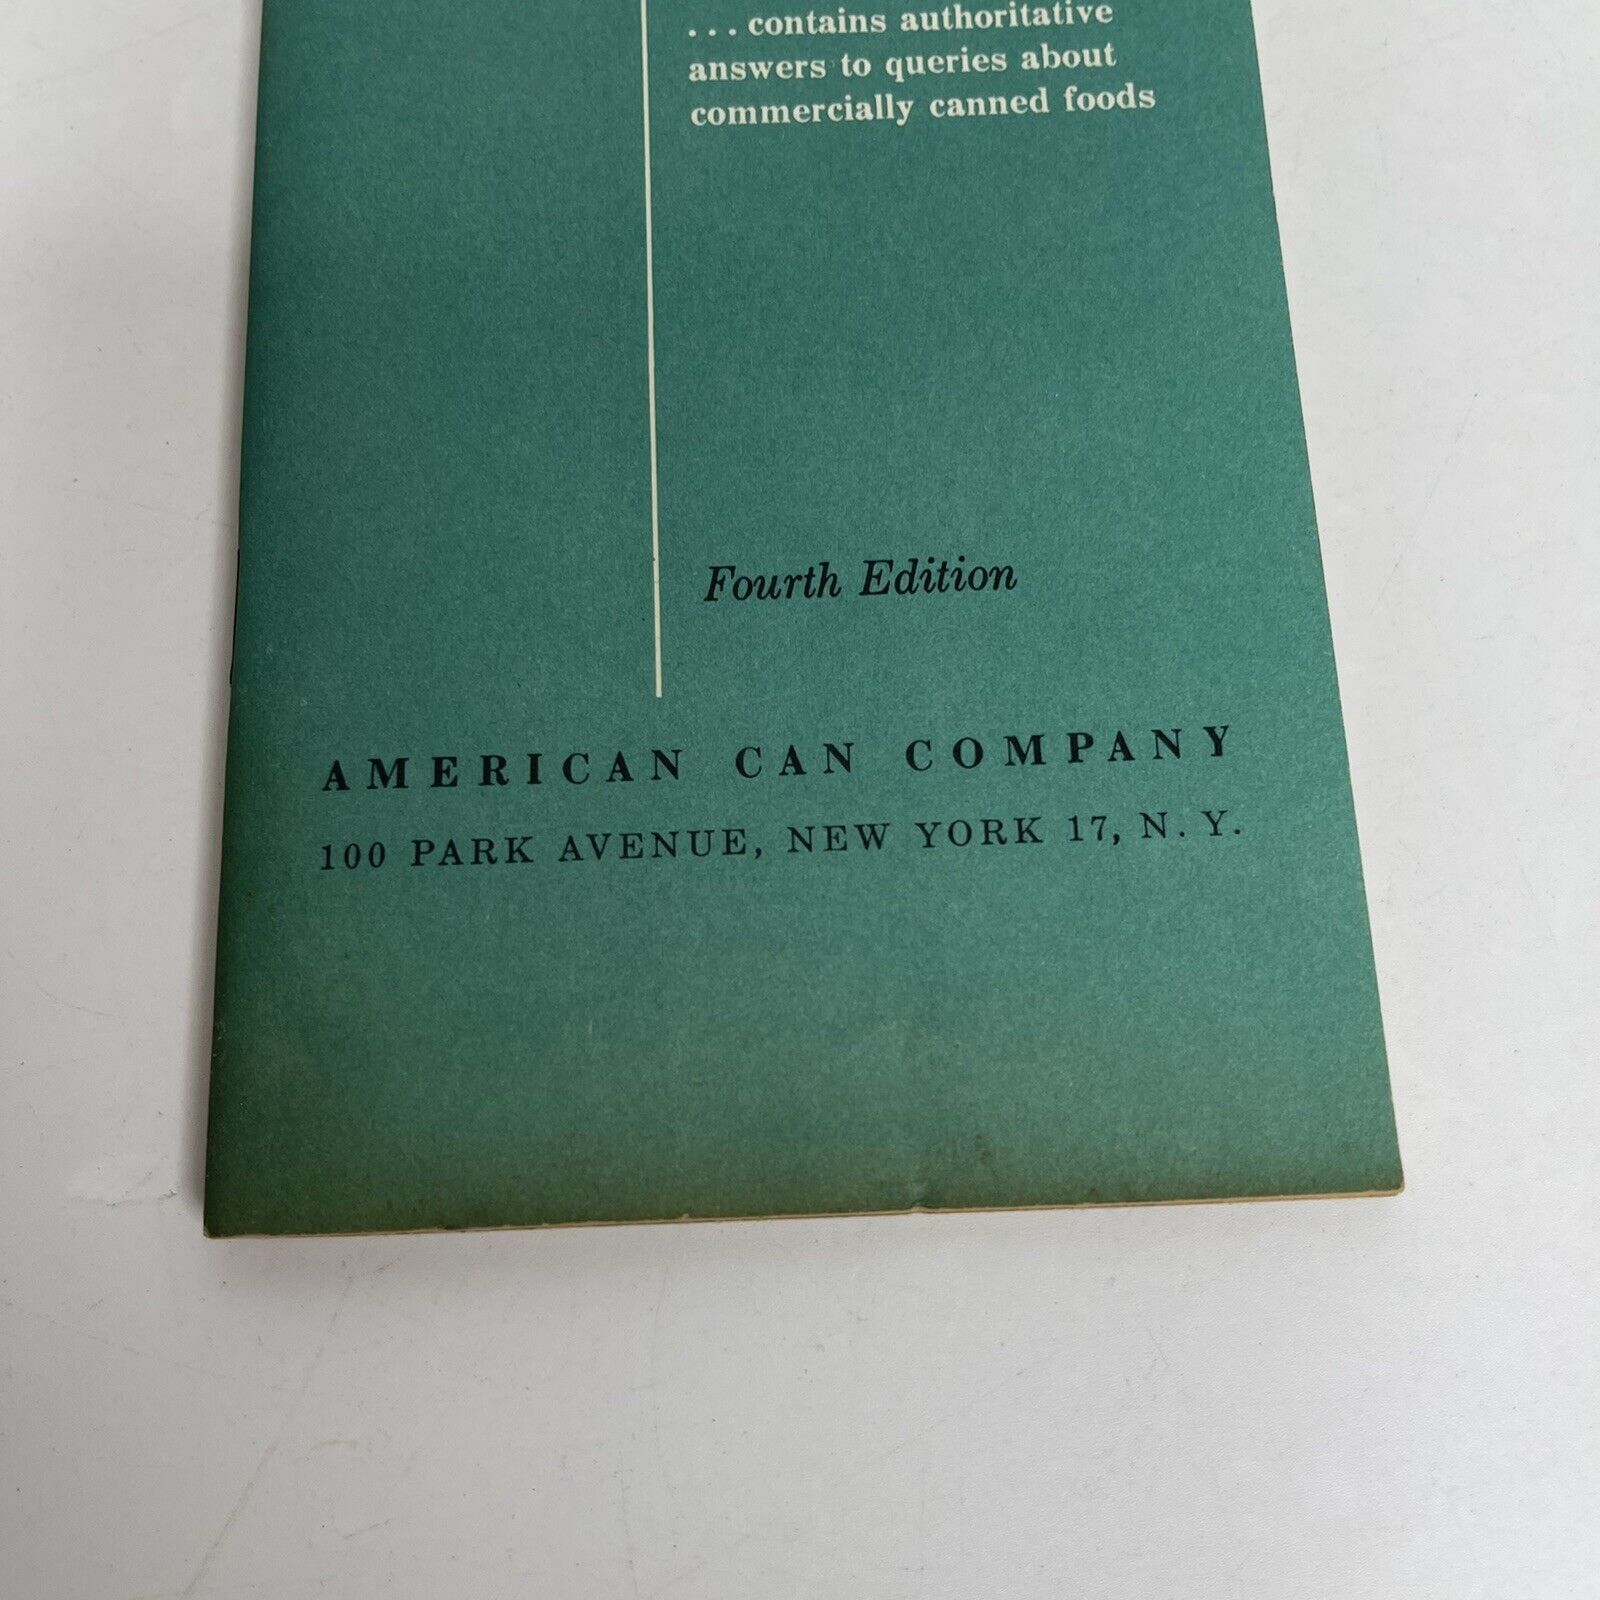 ... contains authoritative
answers to queries about
commercially canned foods
Fourth Edition
AMERICAN CAN COMPANY
100 PARK AVENUE, NEW YORK 17, N. Y.